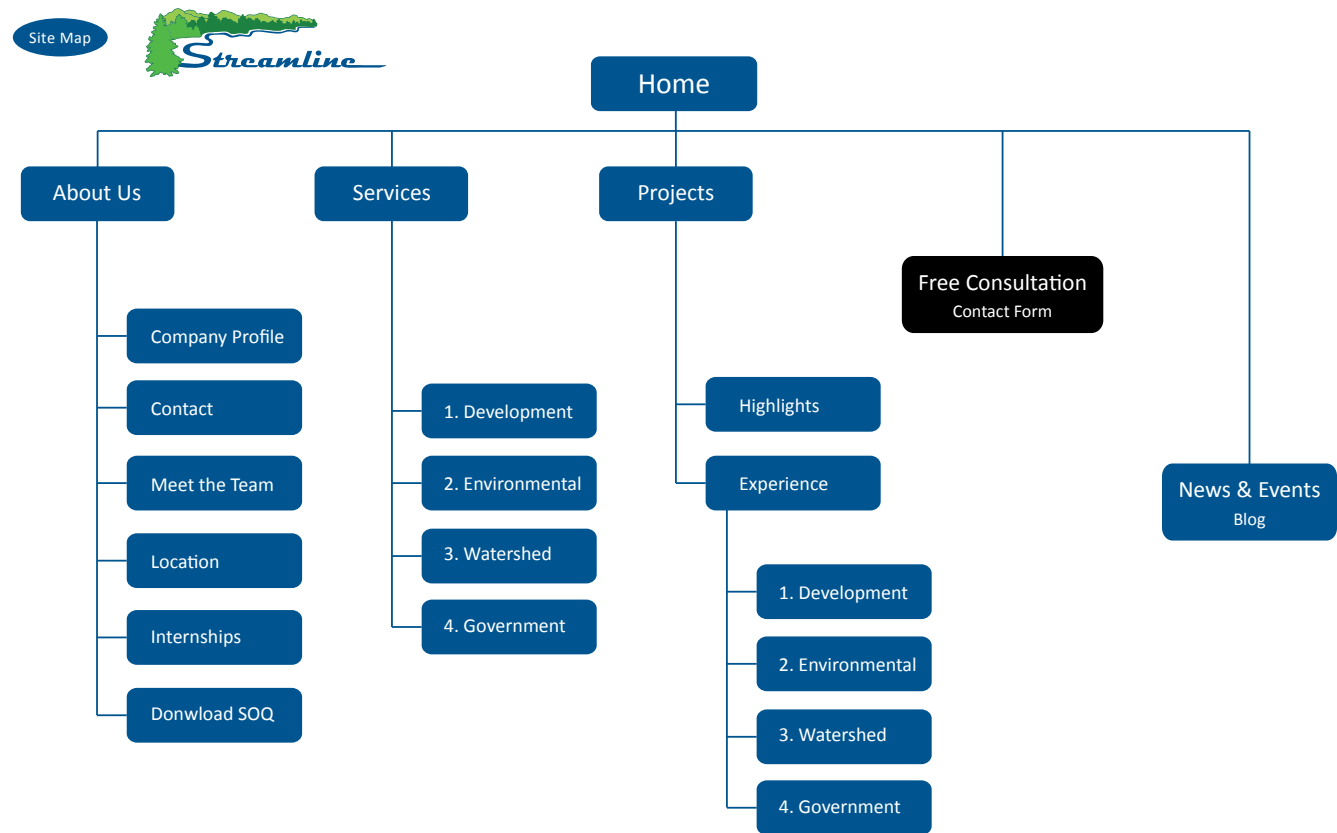 Site Map
Streamline
Home
About Us
Services
Projects
Free Consultation
Contact Form
News & Events
Blog
Company Profile
Contact
Meet the Team
Location
Internships
Donwload SOQ
1. Development
2. Environmental
3. Watershed
4. Government
Highlights
Experience
1. Development
2. Environmental
3. Watershed
4. Government